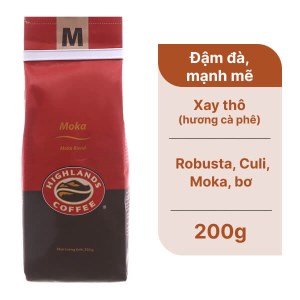 M
Moka
HIGHLANDS
COFFEE
Đậm đà,
mạnh mẽ
Xay thô
(hương cà phê)
Robusta, Culi,
Moka, bơ
200g